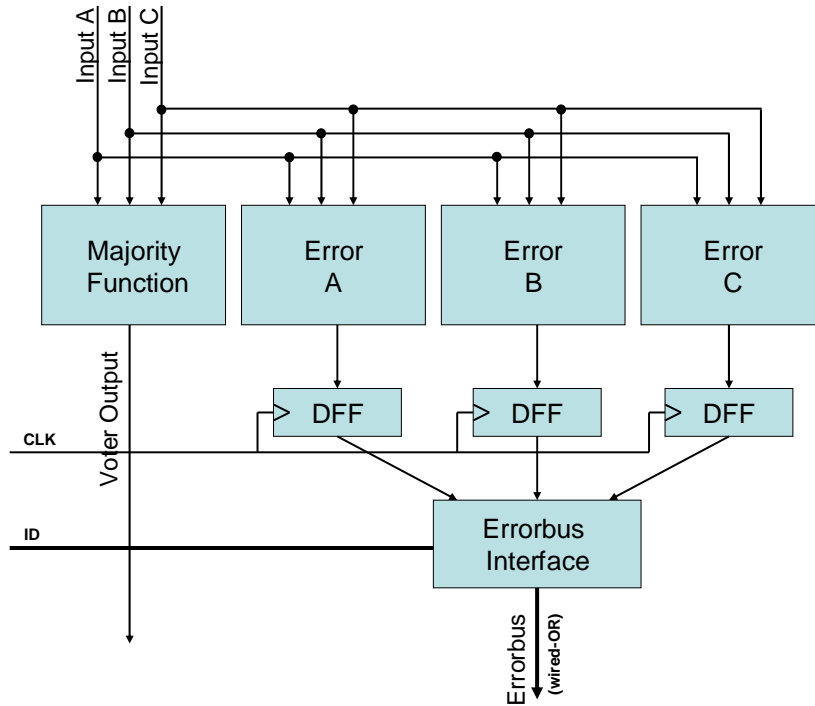 Input A
Input B
Input C
Majority
Function
Error
A
Error
B
Error
C
Voter Output
DFF
DFF
DFF
CLK
ID
Errorbus
Interface
Errorbus
(wired-OR)